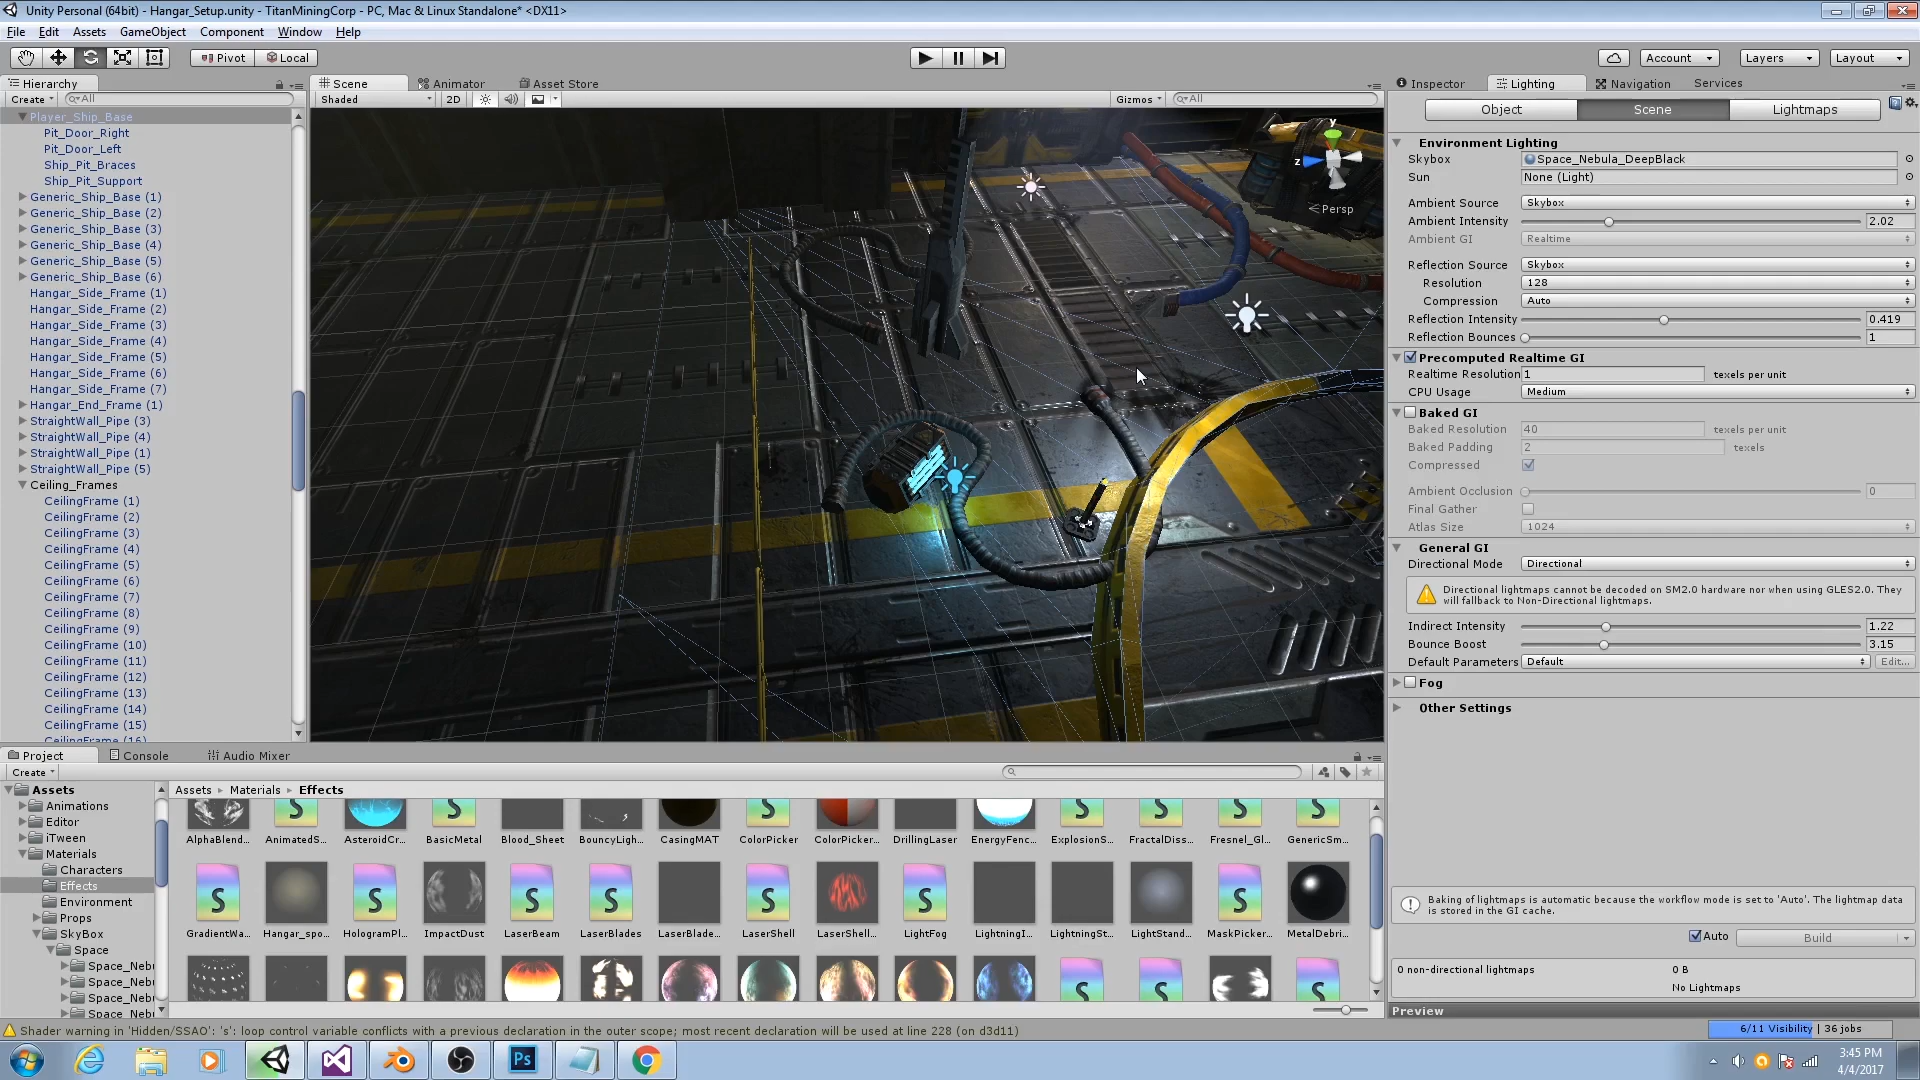 Unity Personal (64bit) - Hangar_Setup.unity - TitanMiningCorp - PC, Mac & Linux Standalone* <DX11>
File Edit Assets GameObject Component Window Help
Pivot Local Account Layers Layout
Hierarchy
Create All
Player_Ship_Base
Pit_Door_Right
Pit_Door_Left
Ship_Pit_Braces
Ship_Pit_Support
Generic_Ship_Base (1)
Generic_Ship_Base (2)
Generic_Ship_Base (3)
Generic_Ship_Base (4)
Generic_Ship_Base (5)
Generic_Ship_Base (6)
Hangar_Side_Frame (1)
Hangar_Side_Frame (2)
Hangar_Side_Frame (3)
Hangar_Side_Frame (4)
Hangar_Side_Frame (5)
Hangar_Side_Frame (6)
Hangar_Side_Frame (7)
Hangar_End_Frame (1)
StraightWall_Pipe (3)
StraightWall_Pipe (4)
StraightWall_Pipe (1)
StraightWall_Pipe (5)
Ceiling_Frames
CeilingFrame (1)
CeilingFrame (2)
CeilingFrame (3)
CeilingFrame (4)
CeilingFrame (5)
CeilingFrame (6)
CeilingFrame (7)
CeilingFrame (8)
CeilingFrame (9)
CeilingFrame (10)
CeilingFrame (11)
CeilingFrame (12)
CeilingFrame (13)
CeilingFrame (14)
CeilingFrame (15)
CeilingFrame (16)
Scene Animator Asset Store
Shaded 2D Gizmos All
y
z
Persp
Inspector Lighting Navigation Services
Object Scene Lightmaps
Environment Lighting
Skybox Space_Nebula_DeepBlack
Sun None (Light)
Ambient Source Skybox
Ambient Intensity 2.02
Ambient GI Realtime
Reflection Source Skybox
Resolution 128
Compression Auto
Reflection Intensity 0.419
Reflection Bounces 1
Precomputed Realtime GI
Realtime Resolution 1 texels per unit
CPU Usage Medium
Baked GI
Baked Resolution 40 texels per unit
Baked Padding 2 texels
Compressed
Ambient Occlusion 0
Final Gather
Atlas Size 1024
General GI
Directional Mode Directional
Directional lightmaps cannot be decoded on SM2.0 hardware nor when using GLES2.0. They
will fallback to Non-Directional lightmaps.
Indirect Intensity 1.22
Bounce Boost 3.15
Default Parameters Default Edit...
Fog
Other Settings
Baking of lightmaps is automatic because the workflow mode is set to 'Auto'. The lightmap data
is stored in the GI cache.
Auto Build
0 non-directional lightmaps 0 B
No Lightmaps
Preview
Project Console Audio Mixer
Create
Assets
Animations
Editor
iTween
Materials
Characters
Effects
Environment
Props
SkyBox
Space
Space_Neb
Space_Neb
Space_Neb
Space_Neb
Assets Materials Effects
AlphaBlend... AnimatedS... AsteroidCr... BasicMetal Blood_Sheet BouncyLigh... CasingMAT ColorPicker ColorPicker... DrillingLaser EnergyFenc... ExplosionS... FractalDiss... Fresnel_Gl... GenericSm...
GradientWa... Hangar_spo... HologramPl... ImpactDust LaserBeam LaserBlades LaserBlade... LaserShell LaserShell... LightFog LightningI... LightningSt... LightStand... MaskPicker... MetalDebri...
Shader warning in 'Hidden/SSAO': 's': loop control variable conflicts with a previous declaration in the outer scope; most recent declaration will be used at line 228 (on d3d11)
6/11 Visibility | 36 jobs
Ps
3:45 PM
4/4/2017